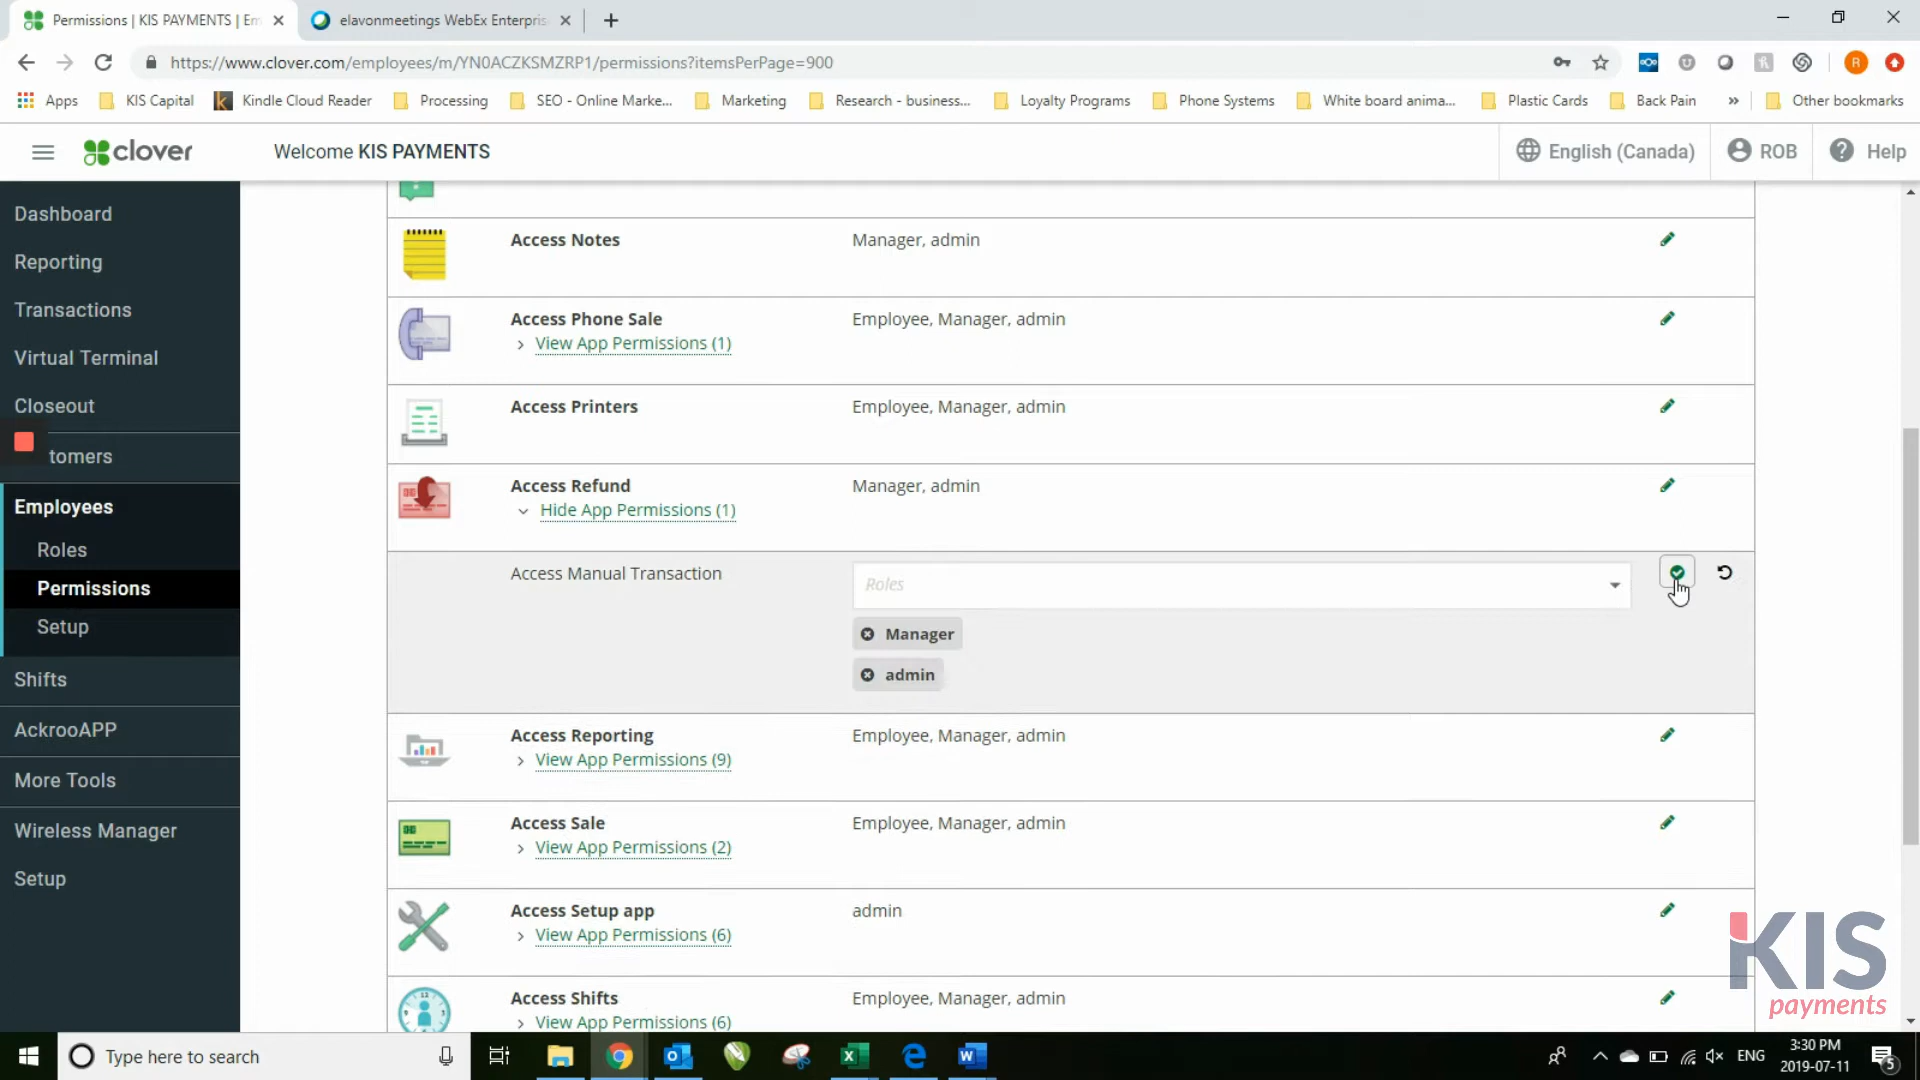 Permissions | KIS PAYMENTS | Em
elavonmeetings WebEx Enterpris
https://www.clover.com/employees/m/YN0ACZKSMZRP1/permissions?itemsPerPage=900
Apps
KIS Capital
Kindle Cloud Reader
Processing
SEO - Online Marke...
Marketing
Research - business...
Loyalty Programs
Phone Systems
White board anima...
Plastic Cards
Back Pain
»
Other bookmarks
clover
Welcome KIS PAYMENTS
English (Canada)
ROB
Help
Dashboard
Reporting
Transactions
Virtual Terminal
Closeout
tomers
Employees
Roles
Permissions
Setup
Shifts
AckrooAPP
More Tools
Wireless Manager
Setup
Access Notes
Manager, admin
Access Phone Sale
Employee, Manager, admin
View App Permissions (1)
Access Printers
Employee, Manager, admin
Access Refund
Manager, admin
Hide App Permissions (1)
Access Manual Transaction
Roles
Manager
admin
Access Reporting
Employee, Manager, admin
View App Permissions (9)
Access Sale
Employee, Manager, admin
View App Permissions (2)
Access Setup app
admin
View App Permissions (6)
Access Shifts
Employee, Manager, admin
View App Permissions (6)
KIS
payments
Type here to search
ENG
3:30 PM
2019-07-11
5